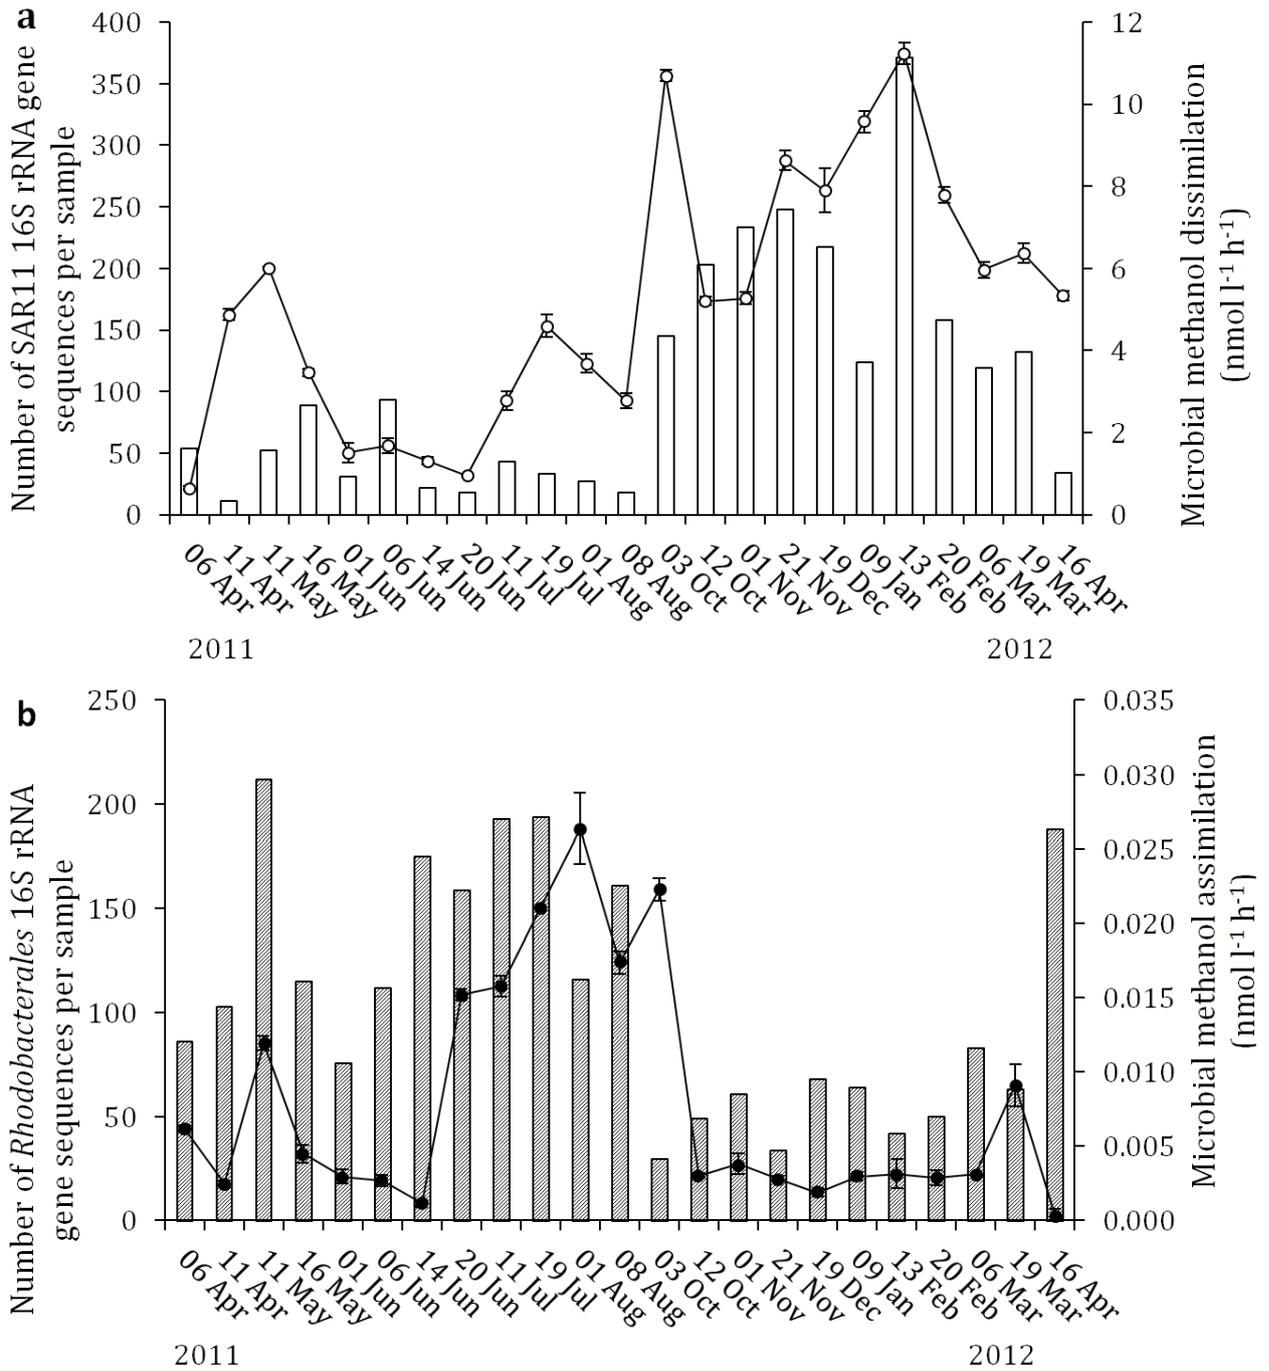 a
Number of SAR11 16S rRNA gene
sequences per sample
400
350
300
250
200
150
100
50
0
12
10
8
6
4
2
0
Microbial methanol dissimilation
(nmol l⁻¹ h⁻¹)
06 Apr
11 Apr
11 May
16 May
01 Jun
06 Jun
14 Jun
20 Jun
11 Jul
19 Jul
01 Aug
08 Aug
03 Oct
12 Oct
01 Nov
21 Nov
19 Dec
09 Jan
13 Feb
20 Feb
06 Mar
19 Mar
16 Apr
2011
2012
b
Number of Rhodobacterales 16S rRNA
gene sequences per sample
250
200
150
100
50
0
0.035
0.030
0.025
0.020
0.015
0.010
0.005
0.000
Microbial methanol assimilation
(nmol l⁻¹ h⁻¹)
06 Apr
11 Apr
11 May
16 May
01 Jun
06 Jun
14 Jun
20 Jun
11 Jul
19 Jul
01 Aug
08 Aug
03 Oct
12 Oct
01 Nov
21 Nov
19 Dec
09 Jan
13 Feb
20 Feb
06 Mar
19 Mar
16 Apr
2011
2012